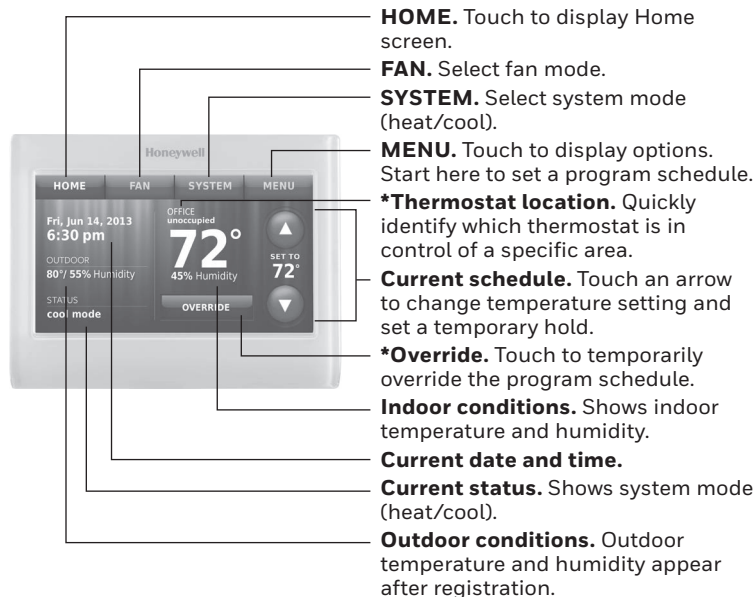 HOME. Touch to display Home
screen.
FAN. Select fan mode.
SYSTEM. Select system mode
(heat/cool).
MENU. Touch to display options.
Start here to set a program schedule.
*Thermostat location. Quickly
identify which thermostat is in
control of a specific area.
Current schedule. Touch an arrow
to change temperature setting and
set a temporary hold.
*Override. Touch to temporarily
override the program schedule.
Indoor conditions. Shows indoor
temperature and humidity.
Current date and time.
Current status. Shows system mode
(heat/cool).
Outdoor conditions. Outdoor
temperature and humidity appear
after registration.
Honeywell
HOME FAN SYSTEM MENU
Fri, Jun 14, 2013
6:30 pm
OUTDOOR
80°/ 55% Humidity
STATUS
cool mode
OFFICE
unoccupied
72°
45% Humidity
OVERRIDE
SET TO
72°